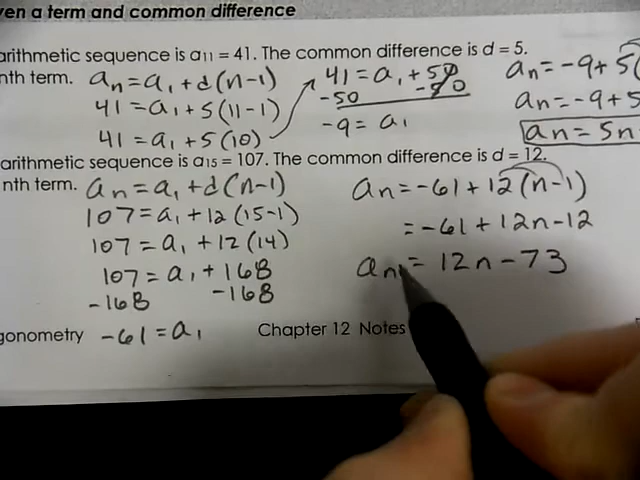 ven a term and common difference
arithmetic sequence is a11 = 41. The common difference is d = 5.
nth term. an = a1 + d(n-1)
41 = a1 + 5(11-1)
41 = a1 + 5(10)
41 = a1 + 50
-50 -50
-9 = a1
an = -9 + 5(
an = -9 + 5
an = 5n
arithmetic sequence is a15 = 107. The common difference is d = 12.
nth term. an = a1 + d(n-1)
107 = a1 + 12(15-1)
107 = a1 + 12(14)
107 = a1 + 168
-168 -168
-61 = a1
an = -61 + 12(n-1)
= -61 + 12n - 12
an = 12n - 73
gonometry
Chapter 12 Notes